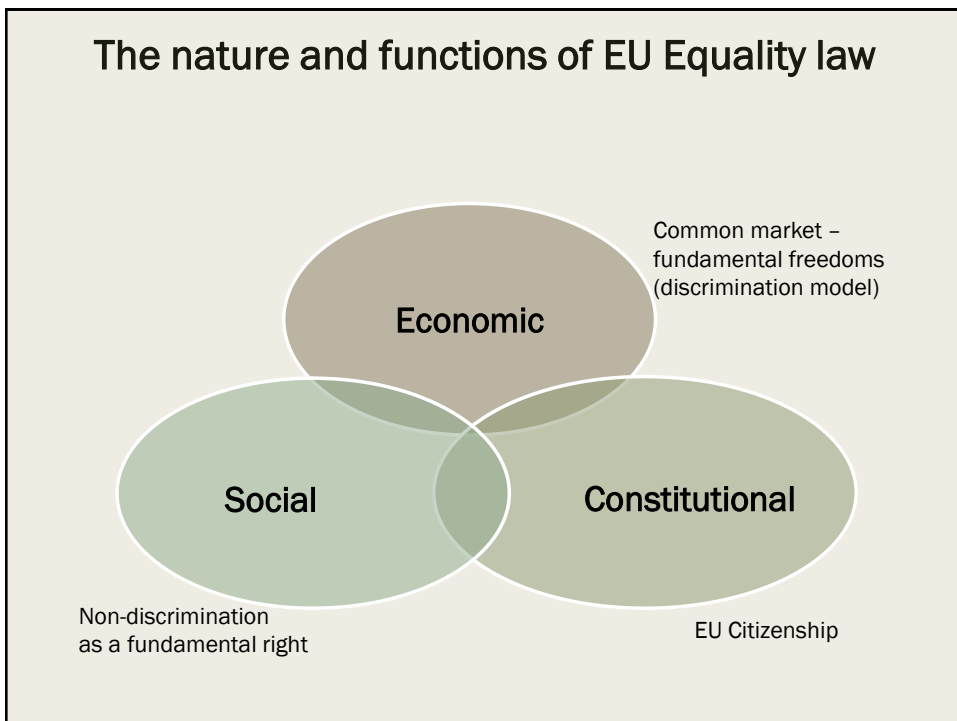 The nature and functions of EU Equality law
Common market –
fundamental freedoms
(discrimination model)
Economic
Social
Constitutional
Non-discrimination
as a fundamental right
EU Citizenship